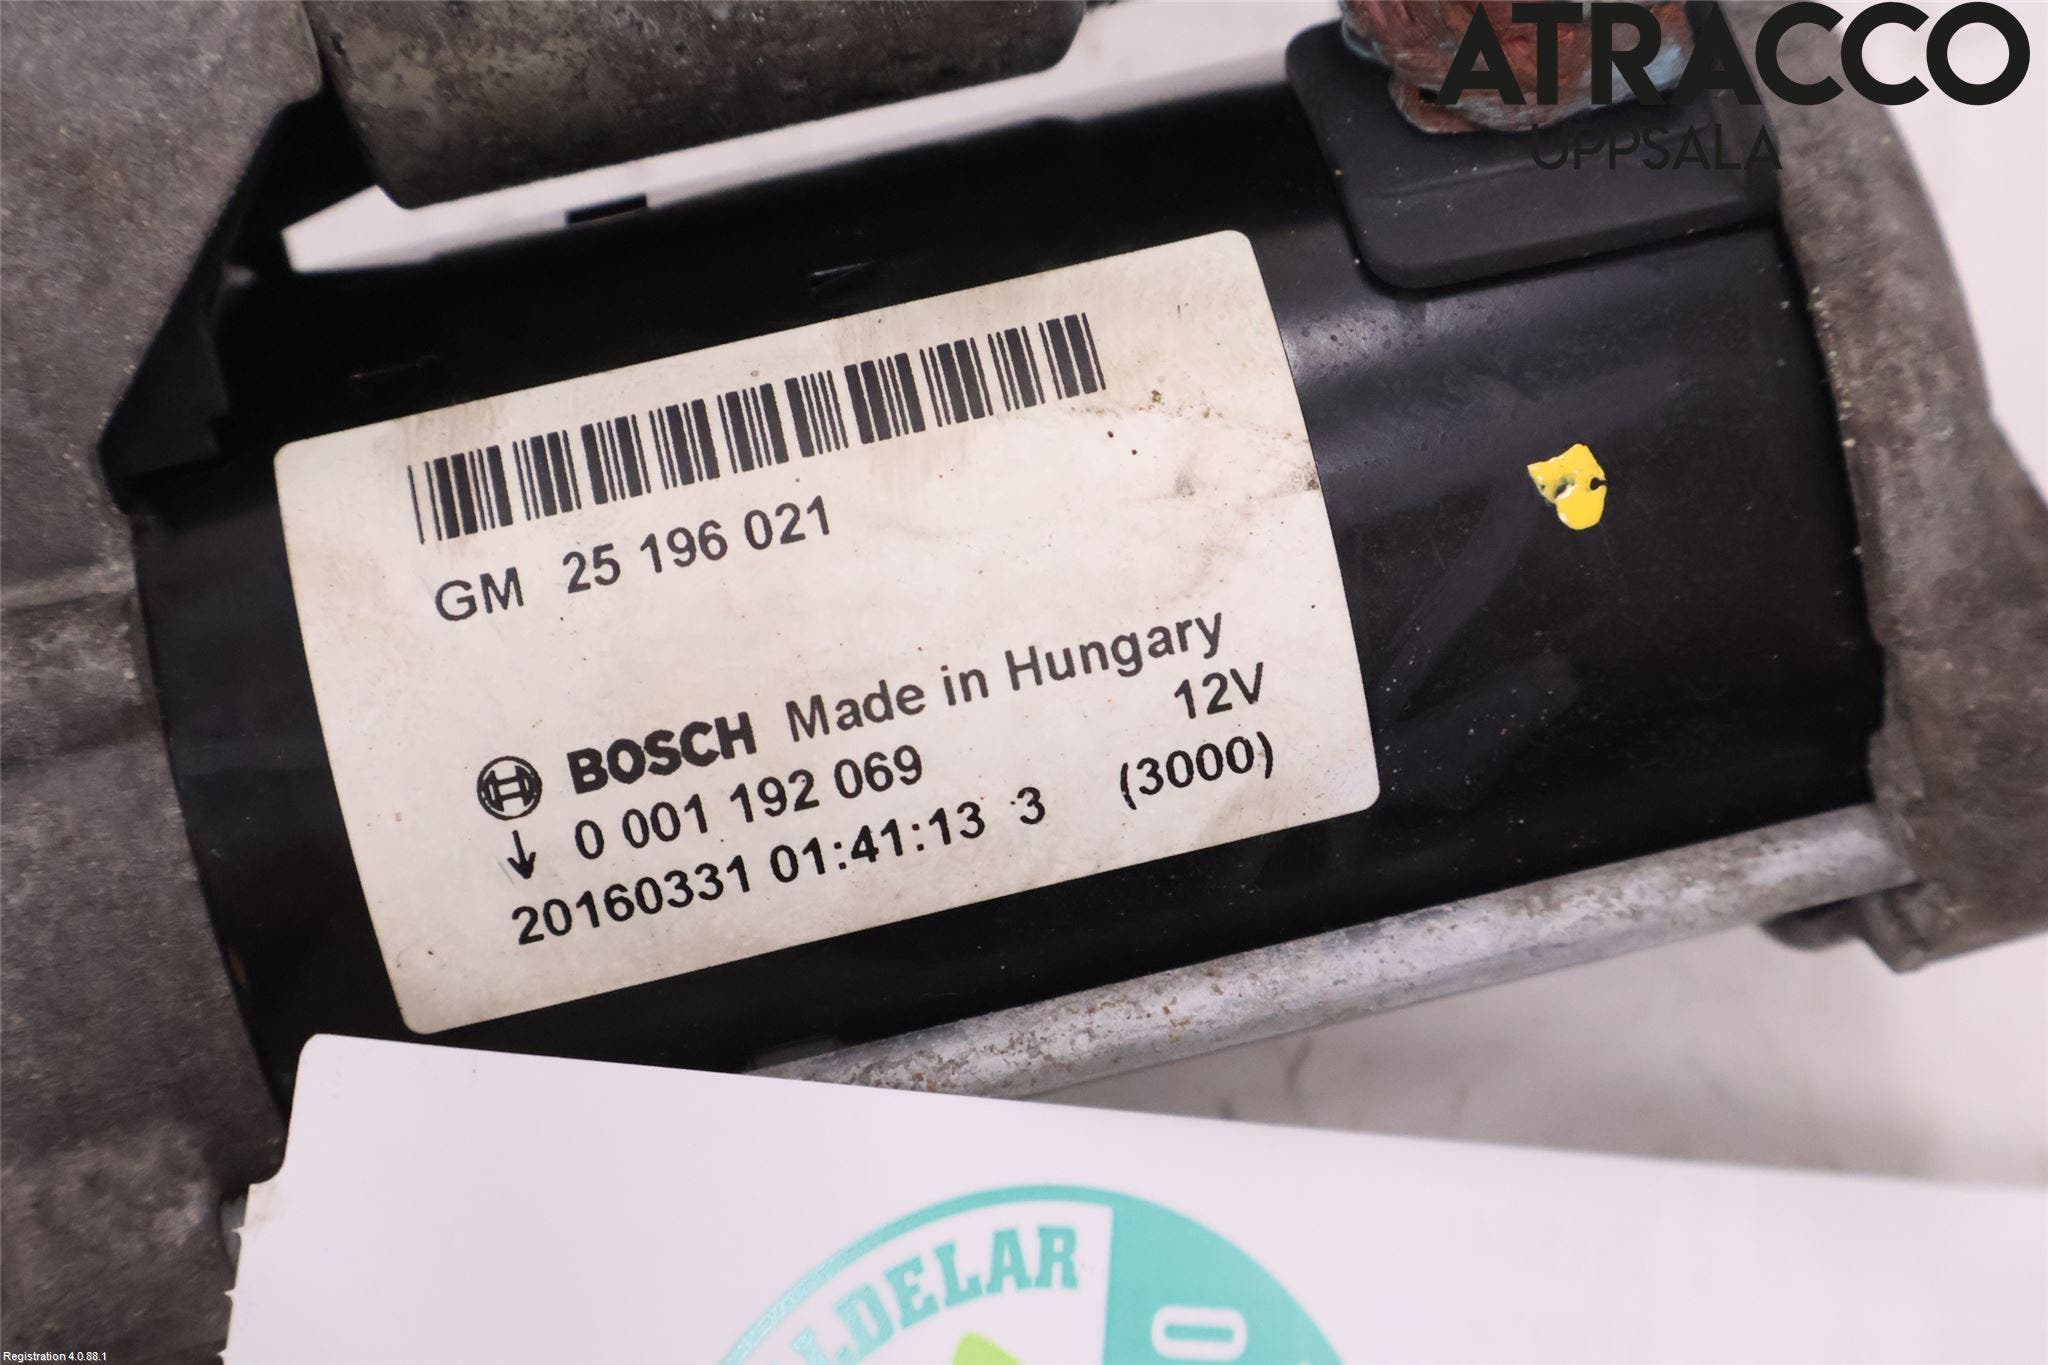 ATRACCO
UPPSALA
GM 25 196 021
BOSCH Made in Hungary
0 001 192 069 12V
20160331 01:41:13 3 (3000)
Registration 4.0.88.1